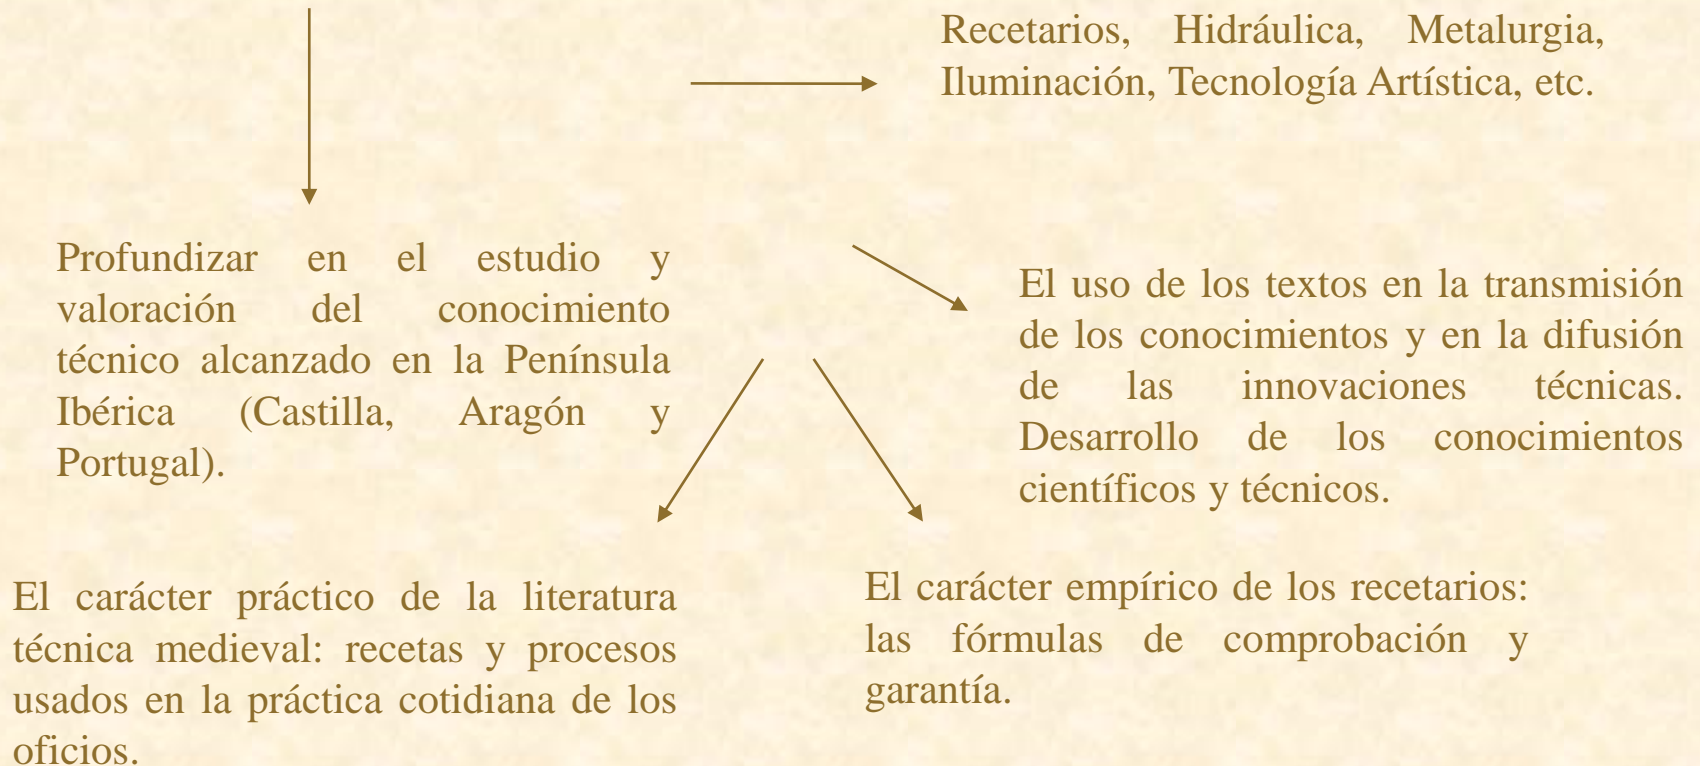 Recetarios, Hidráulica, Metalurgia,
Iluminación, Tecnología Artística, etc.
Profundizar en el estudio y
valoración del conocimiento
técnico alcanzado en la Península
Ibérica (Castilla, Aragón y
Portugal).
El uso de los textos en la transmisión
de los conocimientos y en la difusión
de las innovaciones técnicas.
Desarrollo de los conocimientos
científicos y técnicos.
El carácter práctico de la literatura
técnica medieval: recetas y procesos
usados en la práctica cotidiana de los
oficios.
El carácter empírico de los recetarios:
las fórmulas de comprobación y
garantía.